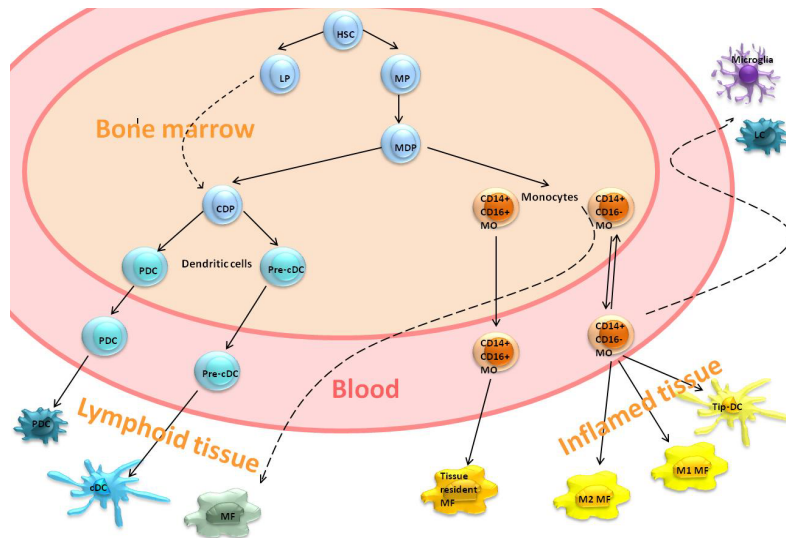 HSC
Microglia
LP
MP
Bone marrow
LC
MDP
CDP
CD14+
CD16+
MO
Monocytes
CD14+
CD16-
MO
PDC
Dendritic cells
Pre-cDC
PDC
CD14+
CD16+
MO
CD14+
CD16-
MO
Pre-cDC
Blood
Lymphoid tissue
Inflamed tissue
Tip-DC
PDC
cDC
MF
Tissue
resident
MF
M2 MF
M1 MF